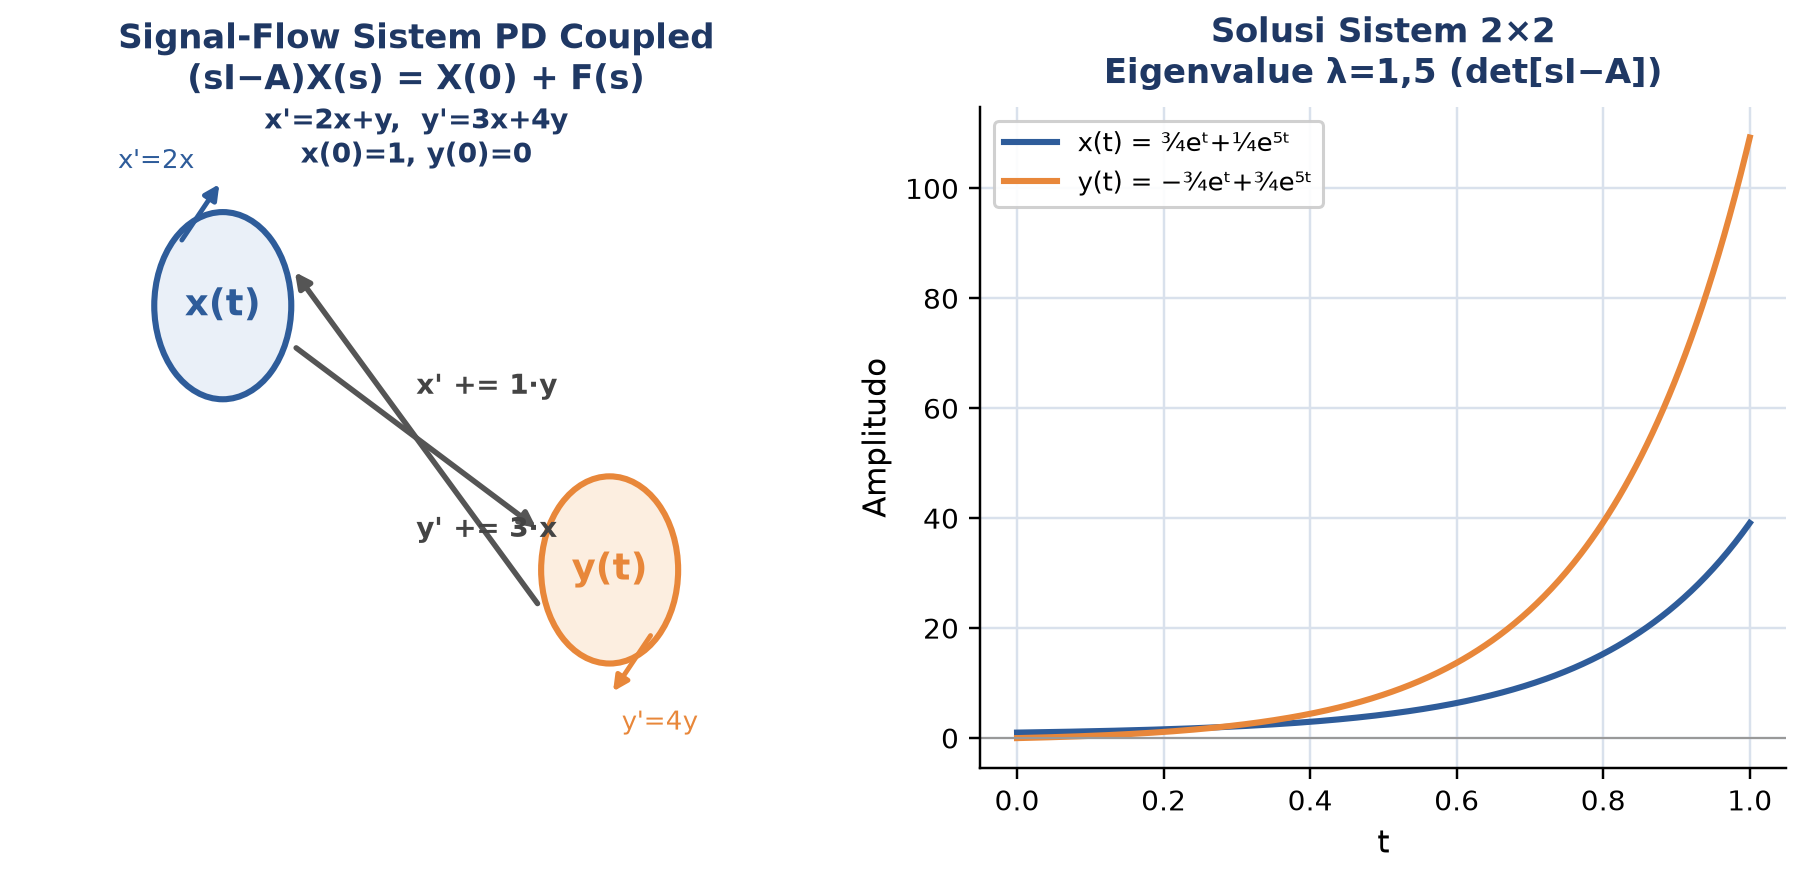 Signal-Flow Sistem PD Coupled
(sI−A)X(s) = X(0) + F(s)
x'=2x+y,  y'=3x+4y
x(0)=1, y(0)=0
x'=2x
x(t)
x' += 1·y
y' += 3·x
y(t)
y'=4y
Solusi Sistem 2×2
Eigenvalue λ=1,5 (det[sI−A])
x(t) = ¾eᵗ+¼e⁵ᵗ
y(t) = −¾eᵗ+¾e⁵ᵗ
Amplitudo
100
80
60
40
20
0
0.0 0.2 0.4 0.6 0.8 1.0
t